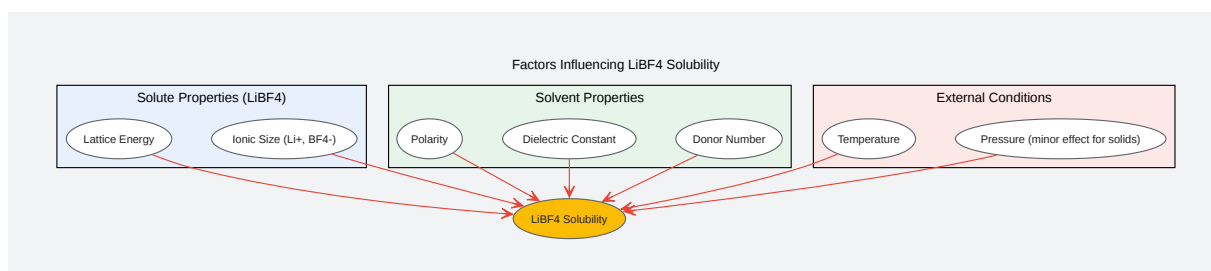 Factors Influencing LiBF4 Solubility
Solute Properties (LiBF4)
Solvent Properties
External Conditions
Lattice Energy
Ionic Size (Li+, BF4-)
Polarity
Dielectric Constant
Donor Number
Temperature
Pressure (minor effect for solids)
LiBF4 Solubility